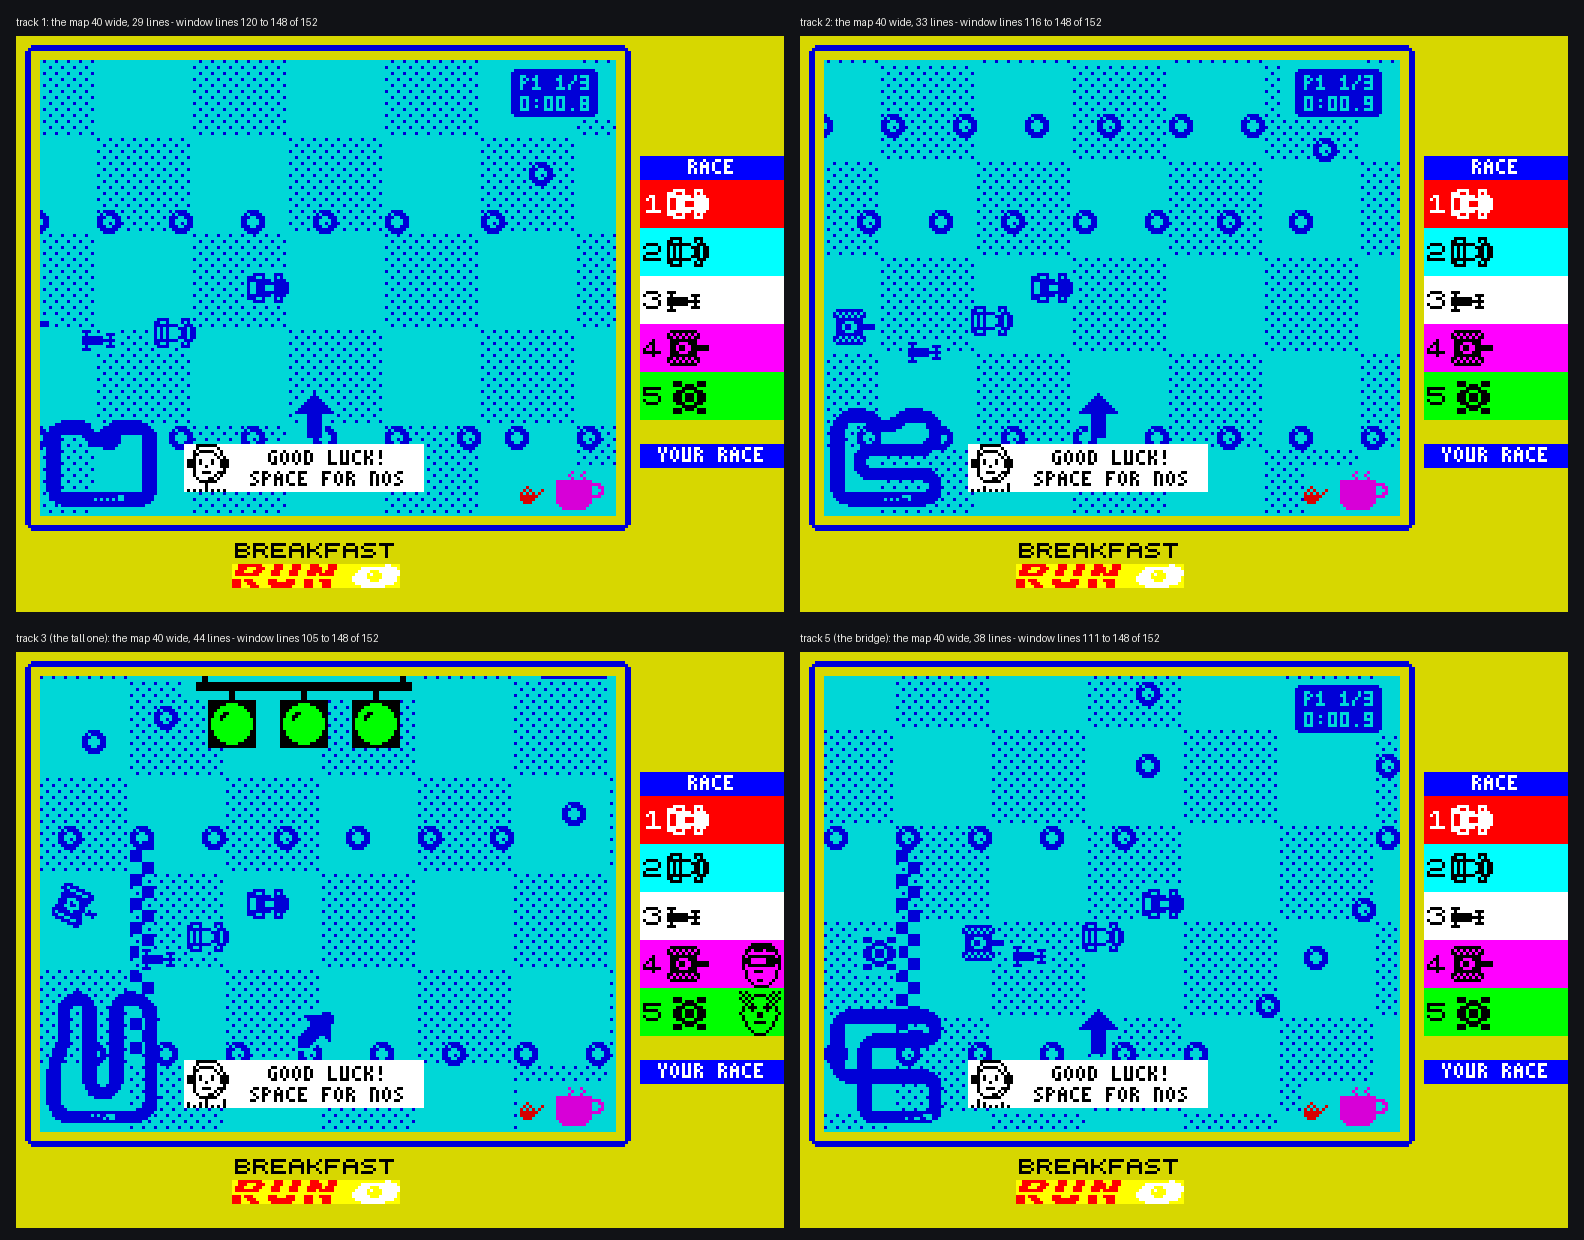 track 1: the map 40 wide, 29 lines - window lines 120 to 148 of 152
P1 1/3
0:00.8
RACE
1
2
3
4
5
YOUR RACE
GOOD LUCK!
SPACE FOR NOS
BREAKFAST
RUN
track 2: the map 40 wide, 33 lines - window lines 116 to 148 of 152
P1 1/3
0:00.9
RACE
1
2
3
4
5
YOUR RACE
GOOD LUCK!
SPACE FOR NOS
BREAKFAST
RUN
track 3 (the tall one): the map 40 wide, 44 lines - window lines 105 to 148 of 152
RACE
1
2
3
4
5
YOUR RACE
GOOD LUCK!
SPACE FOR NOS
BREAKFAST
RUN
track 5 (the bridge): the map 40 wide, 38 lines - window lines 111 to 148 of 152
P1 1/3
0:00.9
RACE
1
2
3
4
5
YOUR RACE
GOOD LUCK!
SPACE FOR NOS
BREAKFAST
RUN